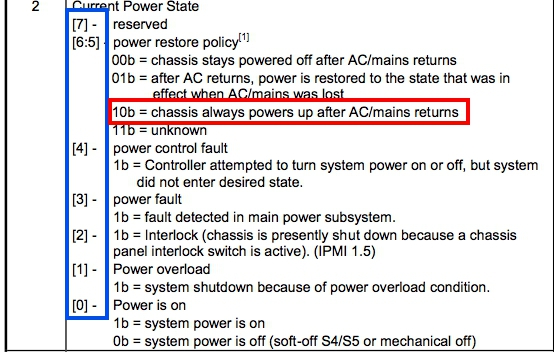 2 Current Power State
[7] - reserved
[6:5] - power restore policy[1]
00b = chassis stays powered off after AC/mains returns
01b = after AC returns, power is restored to the state that was in
effect when AC/mains was lost
10b = chassis always powers up after AC/mains returns
11b = unknown
[4] - power control fault
1b = Controller attempted to turn system power on or off, but system
did not enter desired state.
[3] - power fault
1b = fault detected in main power subsystem.
[2] - 1b = Interlock (chassis is presently shut down because a chassis
panel interlock switch is active). (IPMI 1.5)
[1] - Power overload
1b = system shutdown because of power overload condition.
[0] - Power is on
1b = system power is on
0b = system power is off (soft-off S4/S5 or mechanical off)